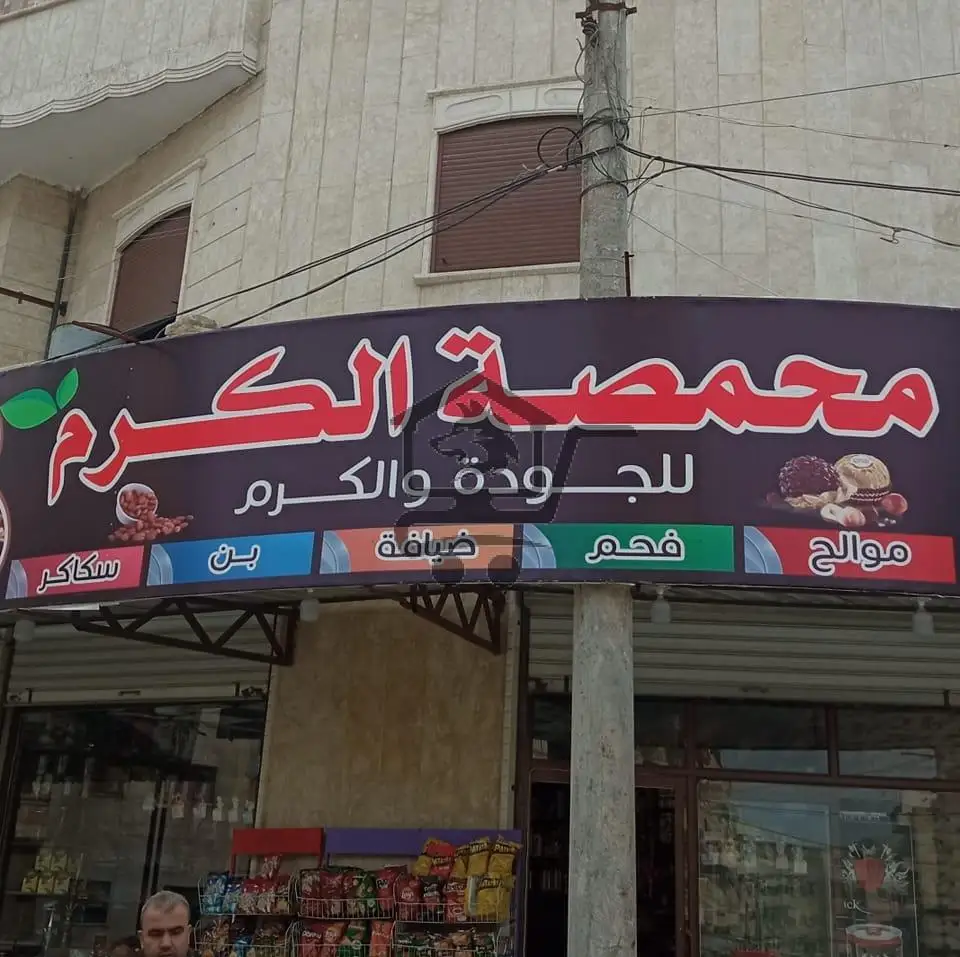 محمصة الكرم
للجودة والكرم
موالح فحم ضيافة بن سكاكر